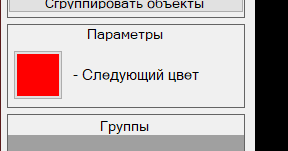 Сгруппировать объекты
Параметры
- Следующий цвет
Группы